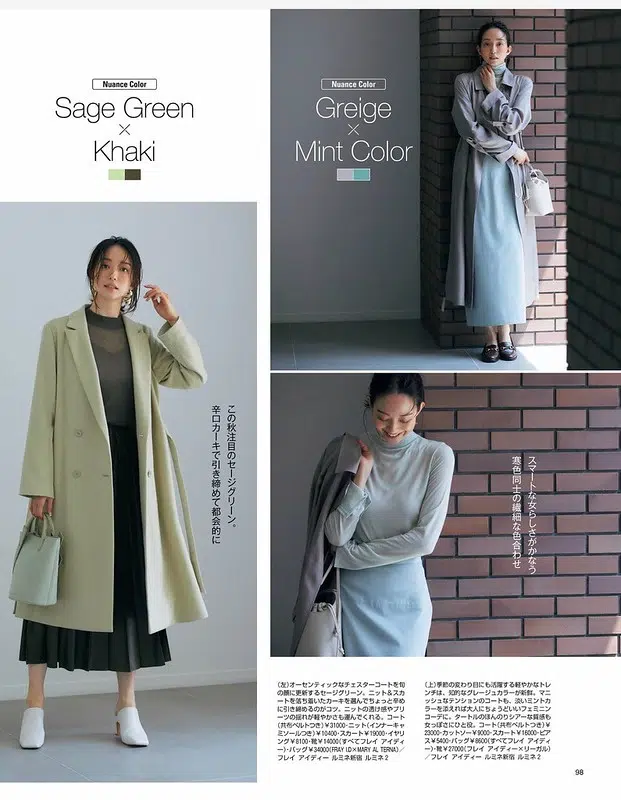 Nuance Color
Sage Green
×
Khaki
Nuance Color
Greige
×
Mint Color
この秋注目のセージグリーン。
辛口カーキで引き締めて都会的に
スマートな女らしさがかなう
寒色同士の繊細な色合わせ
(左)オーセンティックなチェスターコートを旬
の顔に更新するセージグリーン。ニット&スカ
ートを落ち着いたカーキを選んでちょっと辛め
に引き締めるのがコツ。ニットの透け感やプリ
ーツの揺れが軽やかさも運んでくれる。コート
(共布ベルトつき)¥31000・ニット(インナーキャ
ミソールつき)¥10400・スカート¥19000・イヤリ
ング¥8100・靴¥14000(すべてフレイ アイディ
ー)・バッグ¥34000(FRAY I.D×MARY AL TERNA)/
フレイ アイディー ルミネ新宿 ルミネ2
(上)季節の変わり目にも活躍する軽やかなトレ
ンチは、知的なグレージュカラーが新鮮。マニ
ッシュなテンションのコートも、淡いミントカラ
ーを添えれば大人にちょうどいいフェミニン
コーデに。タートルのほんのりシアーな質感も
女っぽさにひと役。コート(共布ベルトつき)¥
23000・カットソー¥9000・スカート¥16000・ピア
ス¥5400・バッグ¥8600(すべてフレイ アイディ
ー)・靴¥27000(フレイ アイディー×リーガル)
/フレイ アイディー ルミネ新宿 ルミネ2
98